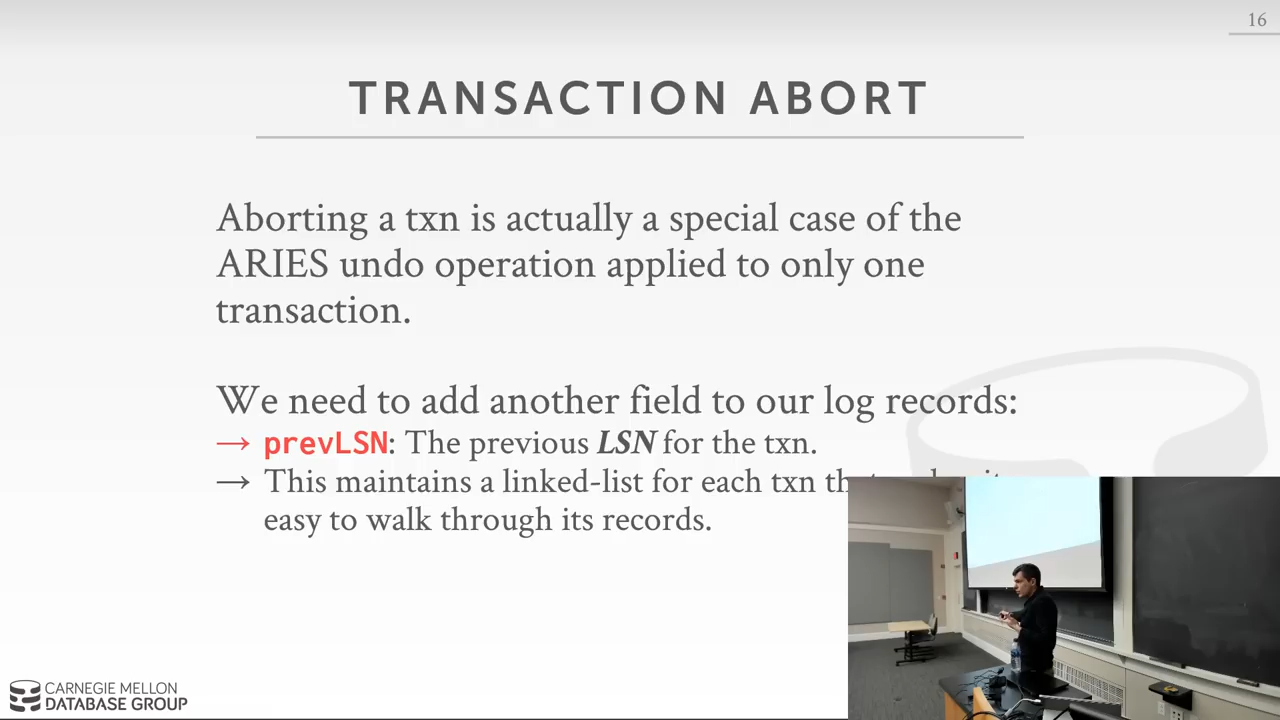 16
TRANSACTION ABORT
Aborting a txn is actually a special case of the
ARIES undo operation applied to only one
transaction.
We need to add another field to our log records:
→ prevLSN: The previous LSN for the txn.
→ This maintains a linked-list for each txn
easy to walk through its records.
CARNEGIE MELLON
DATABASE GROUP